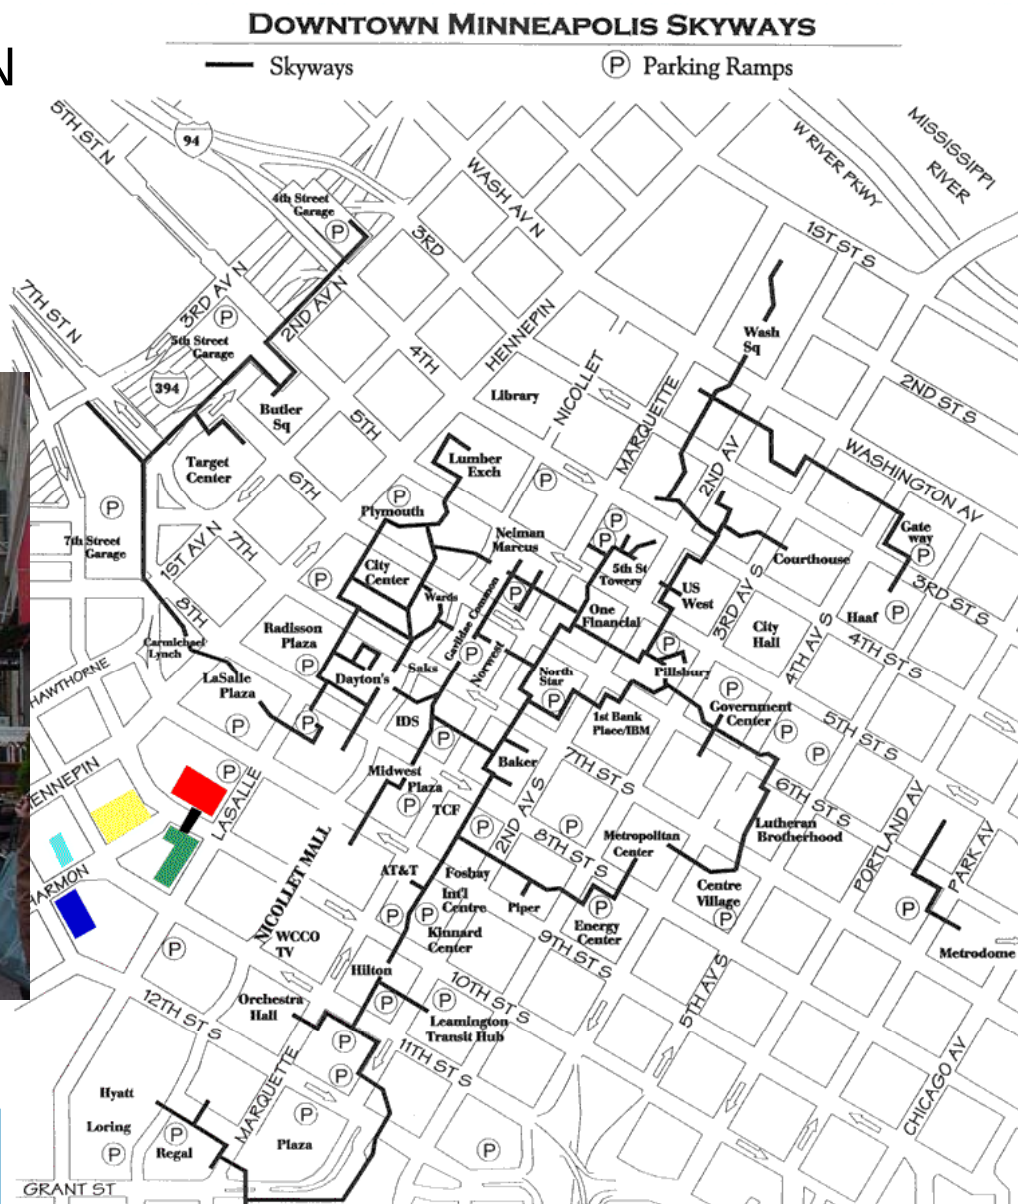 DOWNTOWN MINNEAPOLIS SKYWAYS
N
Skyways
P Parking Ramps
5TH ST N
94
WASH AV N
W RIVER PKWY
MISSISSIPPI
RIVER
4th Street
Garage
P
3RD
1ST ST S
7TH ST N
3RD AV N
2ND AV N
P
5th Street
Garage
4TH
HENNEPIN
NICOLLET
MARQUETTE
Wash
Sq
394
Butler
Sq
Library
2ND ST S
5TH
Target
Center
Lumber
Exch
P
2ND AV
WASHINGTON AV
6TH
P
Plymouth
P
7th Street
Garage
1ST AV N
7TH
Neiman
Marcus
P
P
Gate
way
P
Courthouse
City
Center
P
5th St
Towers
8TH
Wards
P
US
West
3RD AV S
3RD ST S
Gavildae Common
One
Financial
City
Hall
Haaf
P
4TH AV S
4TH ST S
Carmichael
Lynch
Radisson
Plaza
P
Saks
P
Norwest
P
Pillsbury
HAWTHORNE
LaSalle
Plaza
Dayton's
North
Star
P
P
Government
Center
P
P
P
IDS
P
1st Bank
Place/IBM
5TH ST S
P
Baker
7TH ST S
HENNEPIN
LASALLE
Midwest
Plaza
P
TCF
2ND AV S
6TH ST S
P
P
8TH ST S
Metropolitan
Center
Lutheran
Brotherhood
PORTLAND AV
PARK AV
HARMON
NICOLLET MALL
AT&T
Foshay
Int'l
Centre
Piper
P
Centre
Village
P
P
P
P
Kinnard
Center
Energy
Center
P
WCCO
TV
9TH ST S
Metrodome
Hilton
P
P
10TH ST S
5TH AV S
12TH ST S
Orchestra
Hall
Leamington
Transit Hub
P
11TH ST S
P
MARQUETTE
CHICAGO AV
Hyatt
Loring
P
P
Regal
P
Plaza
P
GRANT ST